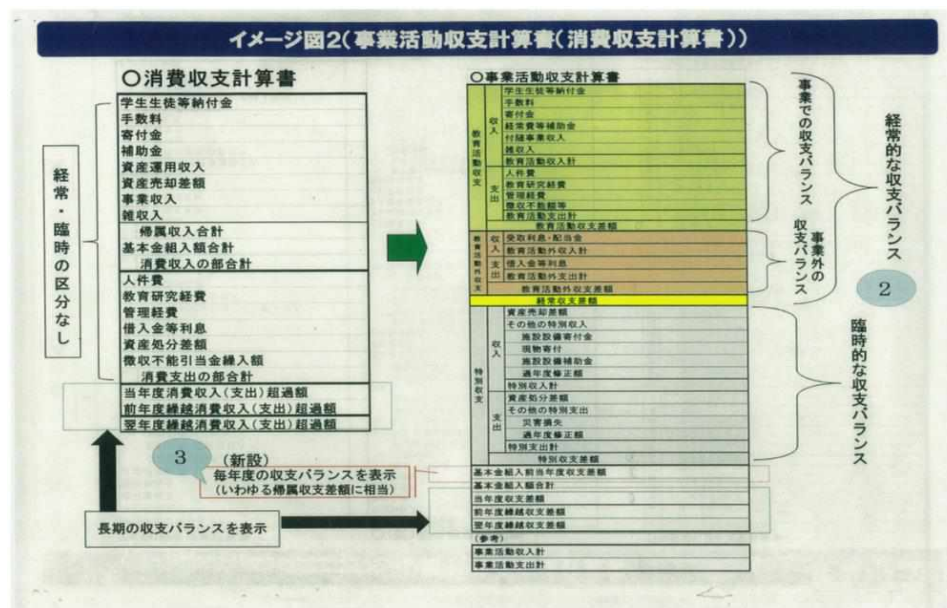 イメージ図2(事業活動収支計算書(消費収支計算書))
○消費収支計算書
学生生徒等納付金
手数料
寄付金
補助金
資産運用収入
資産売却差額
事業収入
雑収入
帰属収入合計
基本金組入額合計
消費収入の部合計
人件費
教育研究経費
管理経費
借入金等利息
資産処分差額
徴収不能引当金繰入額
消費支出の部合計
当年度消費収入(支出)超過額
前年度繰越消費収入(支出)超過額
翌年度繰越消費収入(支出)超過額
経常・臨時の区分なし
3
(新設)
毎年度の収支バランスを表示
(いわゆる帰属収支差額に相当)
長期の収支バランスを表示
○事業活動収支計算書
教育活動収支
収入
学生生徒等納付金
手数料
寄付金
経常費等補助金
付随事業収入
雑収入
教育活動収入計
支出
人件費
教育研究経費
管理経費
徴収不能額等
教育活動支出計
教育活動収支差額
教育活動外収支
収入
受取利息・配当金
教育活動外収入計
支出
借入金等利息
教育活動外支出計
教育活動外収支差額
経常収支差額
特別収支
収入
資産売却差額
その他の特別収入
施設設備寄付金
現物寄付
施設設備補助金
過年度修正額
特別収入計
支出
資産処分差額
その他の特別支出
災害損失
過年度修正額
特別支出計
特別収支差額
基本金組入前当年度収支差額
基本金組入額合計
当年度収支差額
前年度繰越収支差額
翌年度繰越収支差額
(参考)
事業活動収入計
事業活動支出計
事業での収支バランス
事業外の収支バランス
経常的な収支バランス
2
臨時的な収支バランス